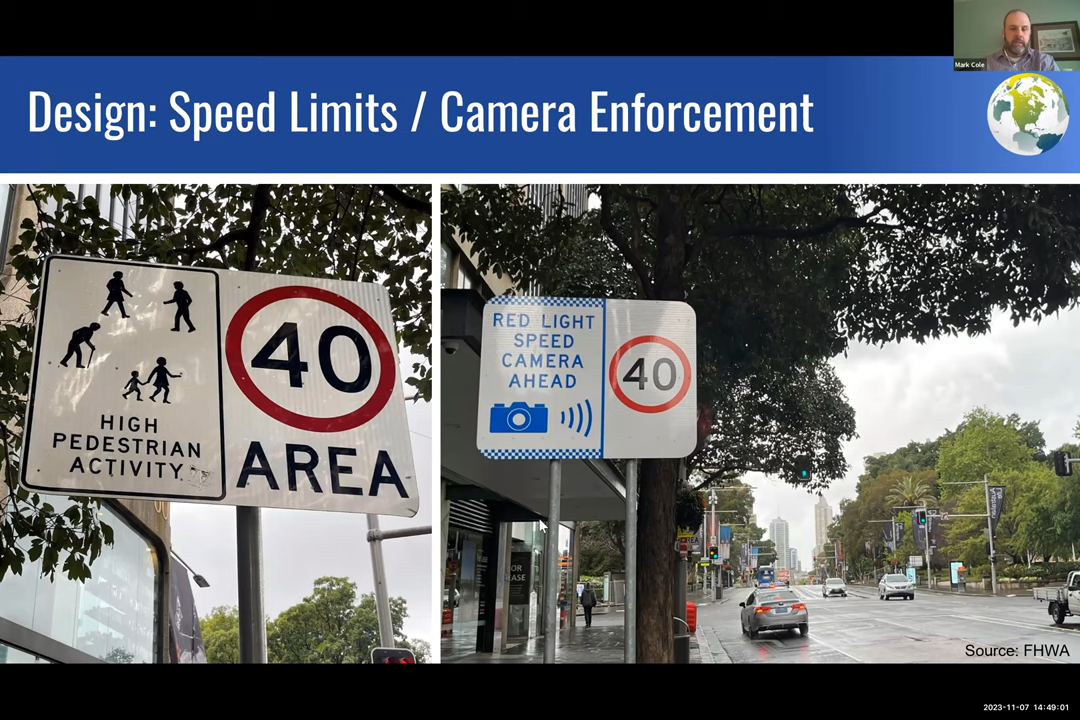 Mark Cole
Design: Speed Limits / Camera Enforcement
HIGH
PEDESTRIAN
ACTIVITY
40
AREA
RED LIGHT
SPEED
CAMERA
AHEAD
40
Source: FHWA
2023-11-07 14:49:01